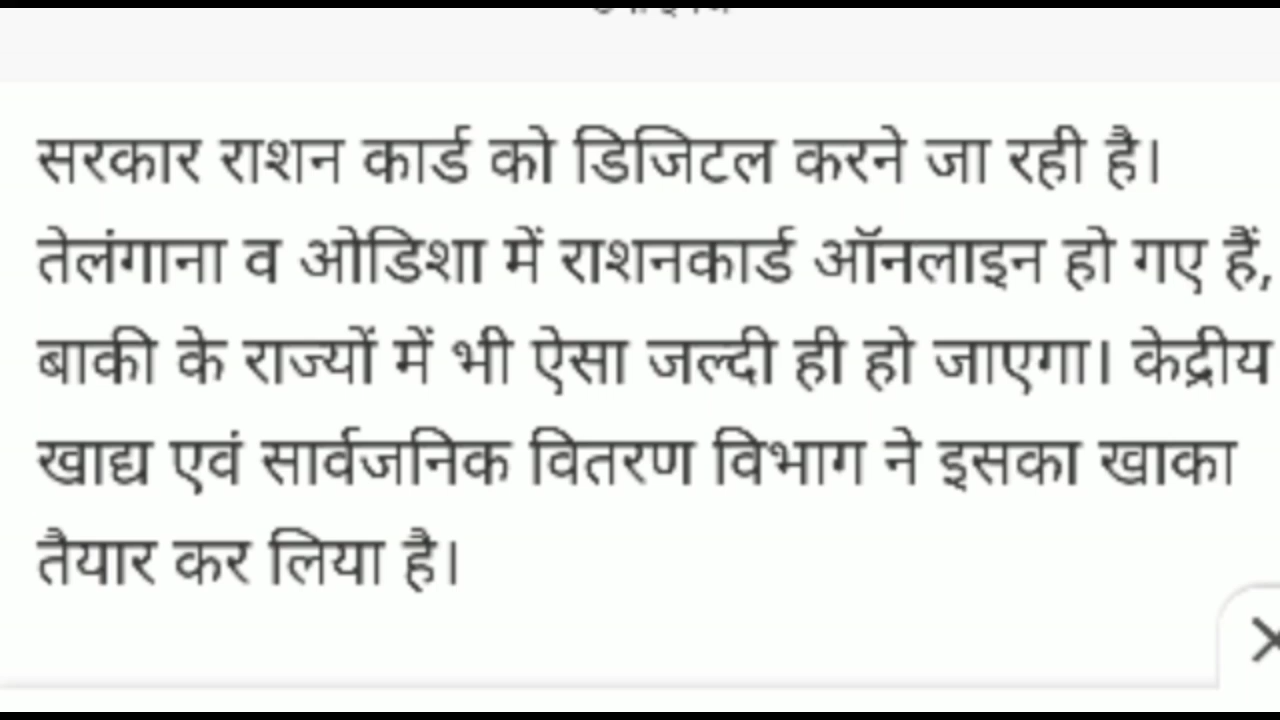 सरकार राशन कार्ड को डिजिटल करने जा रही है।
तेलंगाना व ओडिशा में राशनकार्ड ऑनलाइन हो गए हैं,
बाकी के राज्यों में भी ऐसा जल्दी ही हो जाएगा। केद्रीय
खाद्य एवं सार्वजनिक वितरण विभाग ने इसका खाका
तैयार कर लिया है।